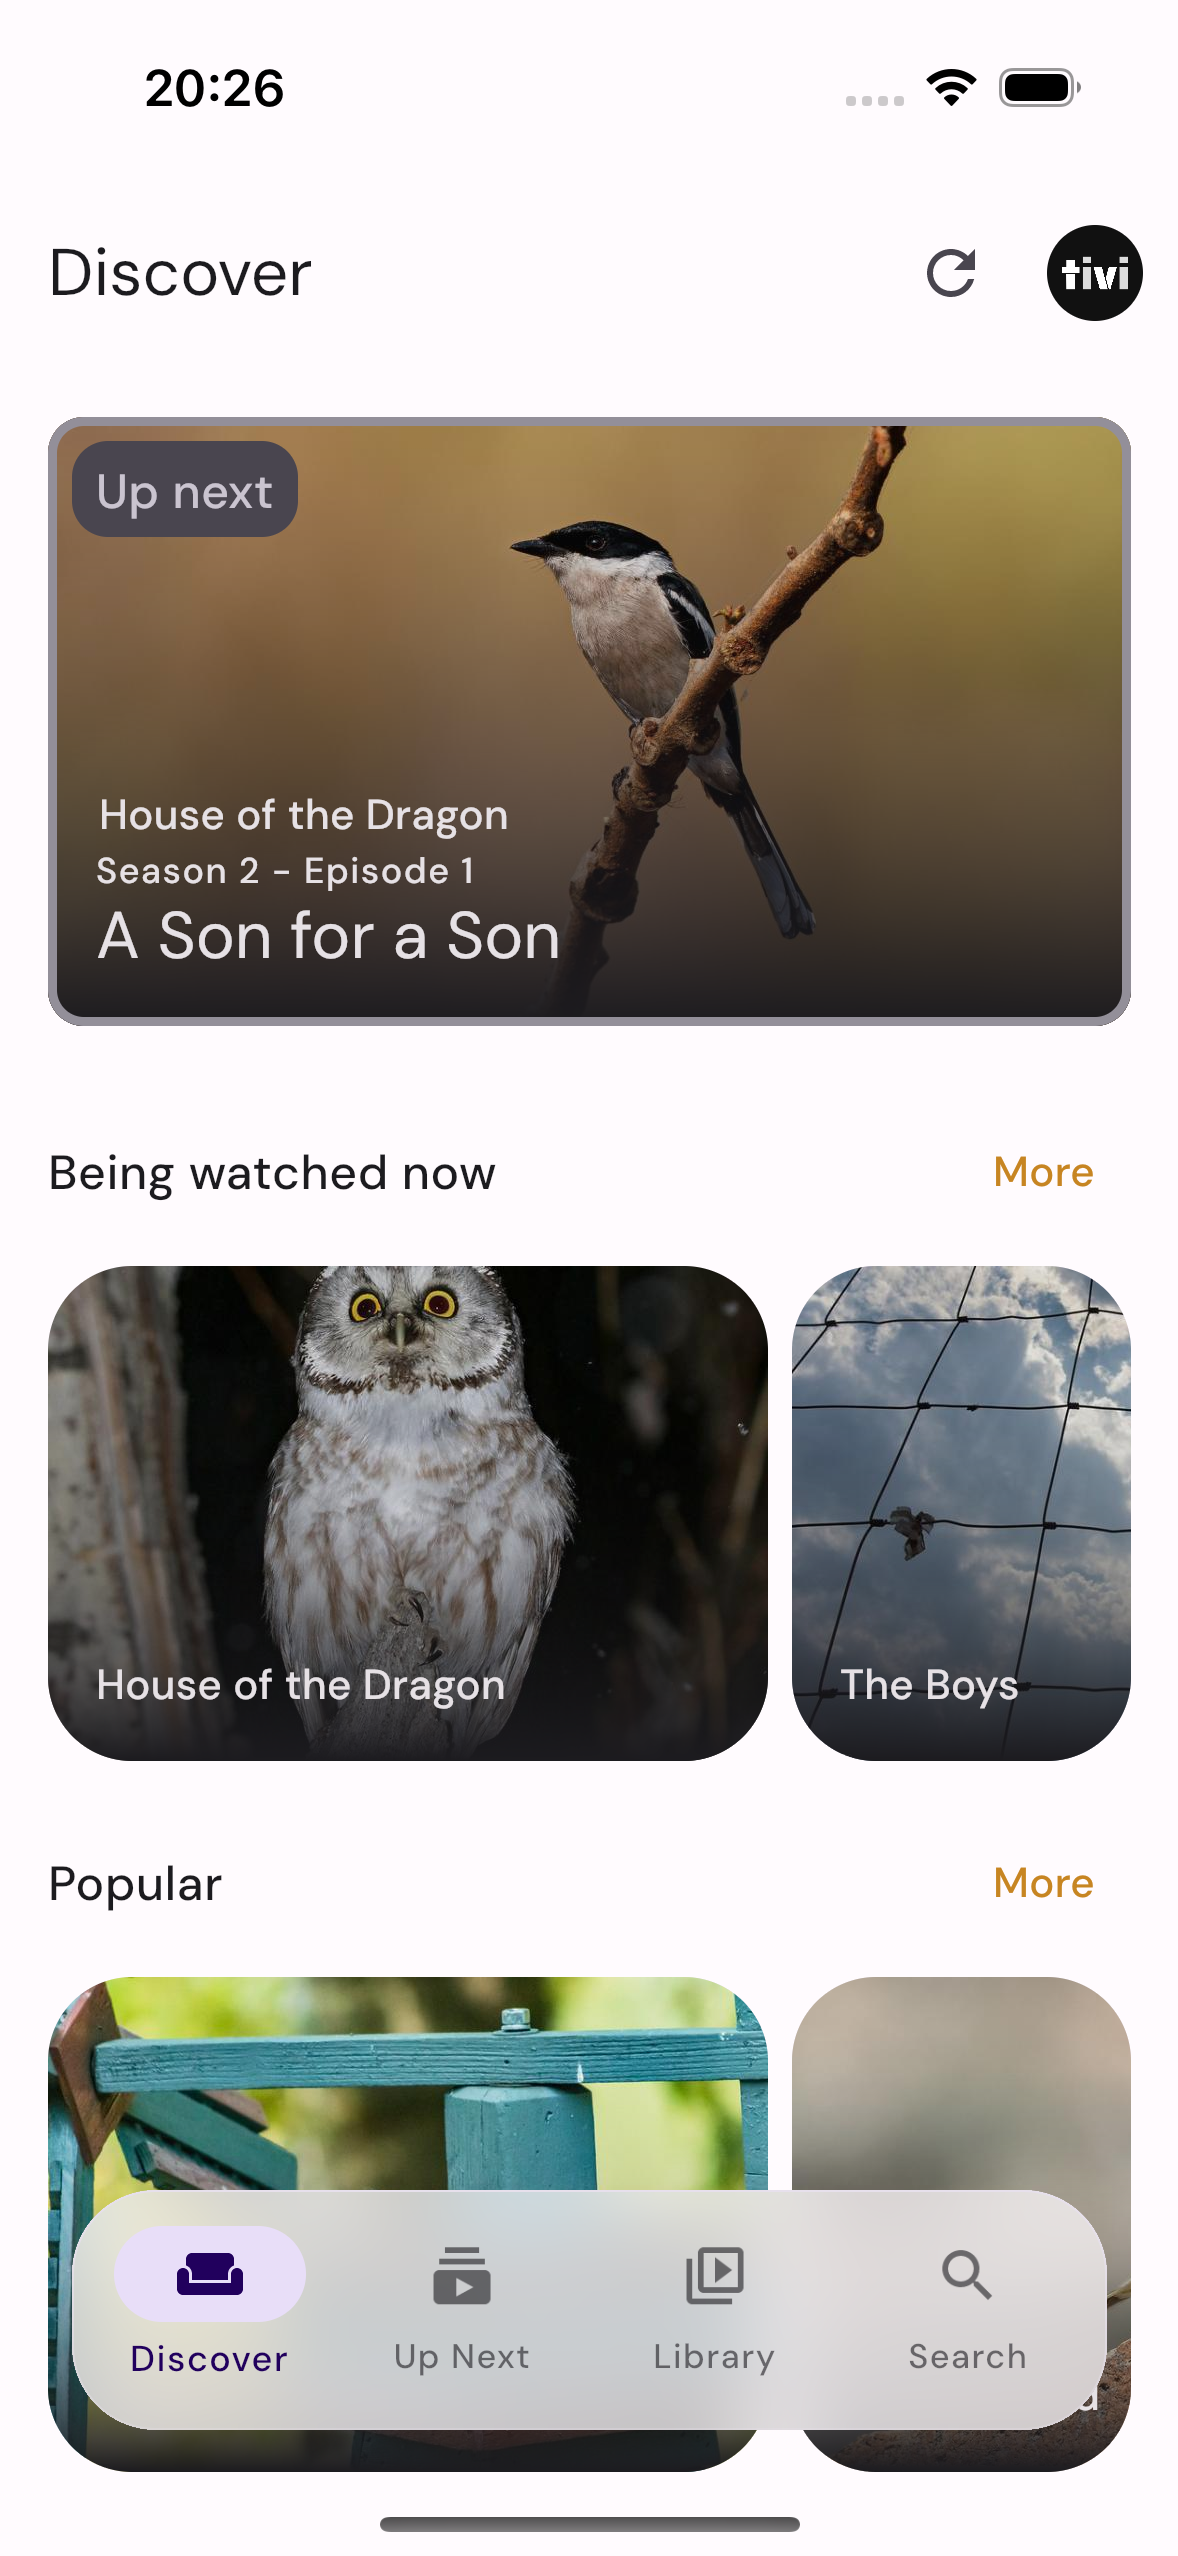 20:26
Discover
tivi
Up next
House of the Dragon
Season 2 - Episode 1
A Son for a Son
Being watched now
More
House of the Dragon
The Boys
Popular
More
Discover
Up Next
Library
Search